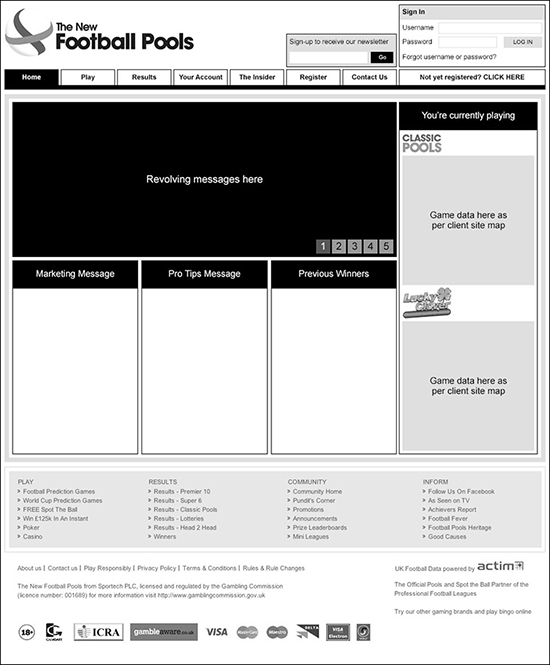 The New
Football Pools
Sign-up to receive our newsletter
Go
Sign In
Username
Password
LOG IN
Forgot username or password?
Home
Play
Results
Your Account
The Insider
Register
Contact Us
Not yet registered? CLICK HERE
Revolving messages here
1 2 3 4 5
Marketing Message
Pro Tips Message
Previous Winners
You're currently playing
CLASSIC
POOLS
Game data here as
per client site map
Lucky
Clover
Game data here as
per client site map
PLAY
Football Prediction Games
World Cup Prediction Games
FREE Spot The Ball
Win £125k In An Instant
Poker
Casino
RESULTS
Results - Premier 10
Results - Super 6
Results - Classic Pools
Results - Lotteries
Results - Head 2 Head
Winners
COMMUNITY
Community Home
Pundit's Corner
Promotions
Announcements
Prize Leaderboards
Mini Leagues
INFORM
Follow Us On Facebook
As Seen on TV
Achievers Report
Football Fever
Football Pools Heritage
Good Causes
About us | Contact us | Play Responsibly | Privacy Policy | Terms & Conditions | Rules & Rule Changes
The New Football Pools from Sportech PLC, licensed and regulated by the Gambling Commission
(licence number: 001689) for more information visit http://www.gamblingcommission.gov.uk
UK Football Data powered by actim
The Official Pools and Spot the Ball Partner of the
Professional Football Leagues
Try our other gaming brands and play bingo online
18+
GAMCARE
ICRA
gambleaware.co.uk
VISA
MasterCard
Maestro
DELTA
VISA
Electron